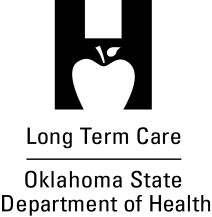 Long Term Care
Oklahoma State
Department of Health